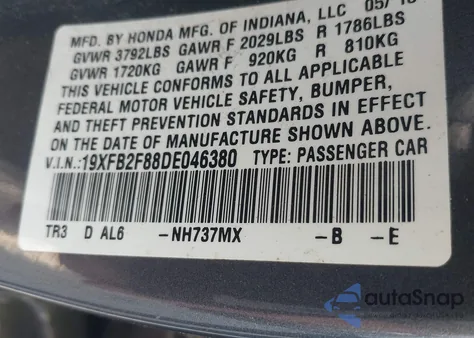 MFD. BY HONDA MFG. OF INDIANA, LLC 05/13
GVWR 3792LBS GAWR F 2029LBS R 1786LBS
GVWR 1720KG GAWR F 920KG R 810KG
THIS VEHICLE CONFORMS TO ALL APPLICABLE
FEDERAL MOTOR VEHICLE SAFETY, BUMPER,
AND THEFT PREVENTION STANDARDS IN EFFECT
ON THE DATE OF MANUFACTURE SHOWN ABOVE.
V.I.N.:19XFB2F88DE046380 TYPE: PASSENGER CAR
TR3 D AL6 -NH737MX -B -E
autoSnap